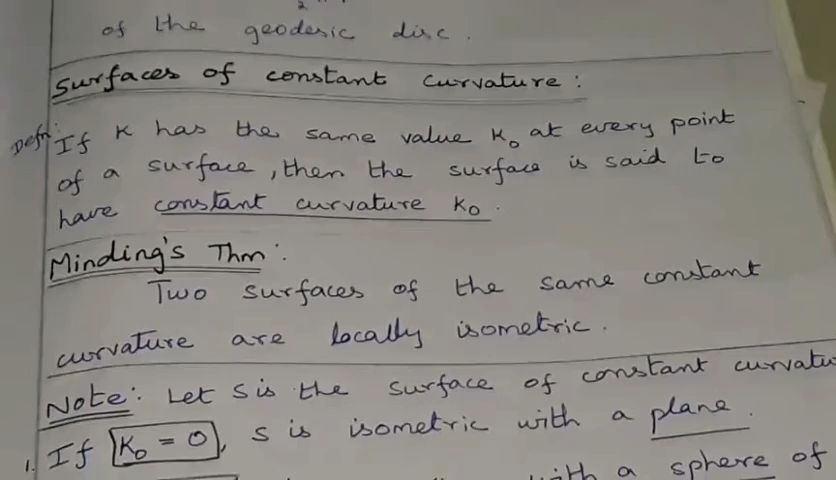 of the geodesic disc.
Surfaces of constant curvature:
Defn: If K has the same value K₀ at every point
of a surface, then the surface is said to
have constant curvature K₀.
Minding's Thm:
Two surfaces of the same constant
curvature are locally isometric.
Note: Let S is the surface of constant curvatu
1. If K₀ = 0, S is isometric with a plane.
with a sphere of